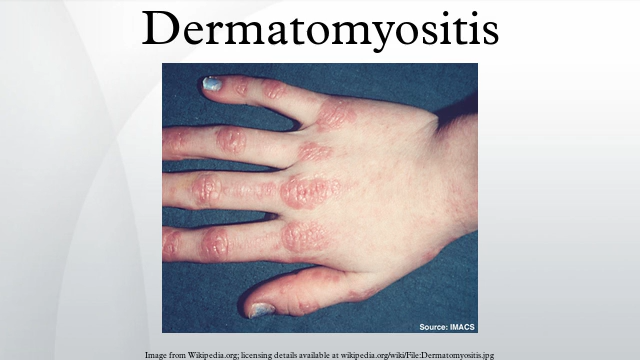 Dermatomyositis
Source: IMACS
Image from Wikipedia.org; licensing details available at wikipedia.org/wiki/File:Dermatomyositis.jpg